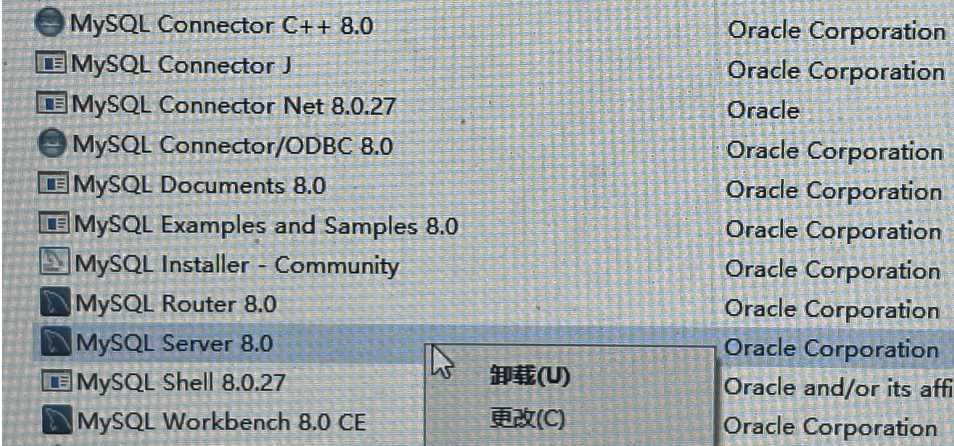 MySQL Connector C++ 8.0 Oracle Corporation
MySQL Connector J Oracle Corporation
MySQL Connector Net 8.0.27 Oracle
MySQL Connector/ODBC 8.0 Oracle Corporation
MySQL Documents 8.0 Oracle Corporation
MySQL Examples and Samples 8.0 Oracle Corporation
MySQL Installer - Community Oracle Corporation
MySQL Router 8.0 Oracle Corporation
MySQL Server 8.0 Oracle Corporation
卸载(U)
MySQL Shell 8.0.27 Oracle and/or its affi
更改(C)
MySQL Workbench 8.0 CE Oracle Corporation